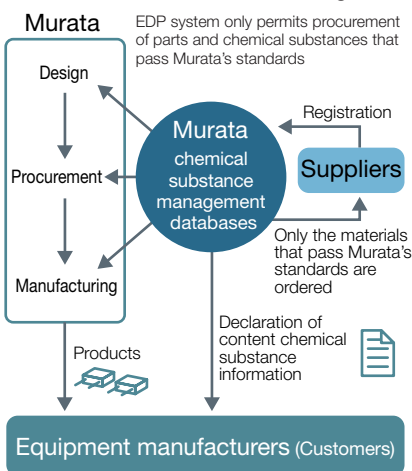 Murata
EDP system only permits procurement
of parts and chemical substances that
pass Murata's standards
Design
Procurement
Manufacturing
Murata
chemical
substance
management
databases
Registration
Suppliers
Only the materials
that pass Murata's
standards are
ordered
Products
Declaration of
content chemical
substance
information
Equipment manufacturers (Customers)